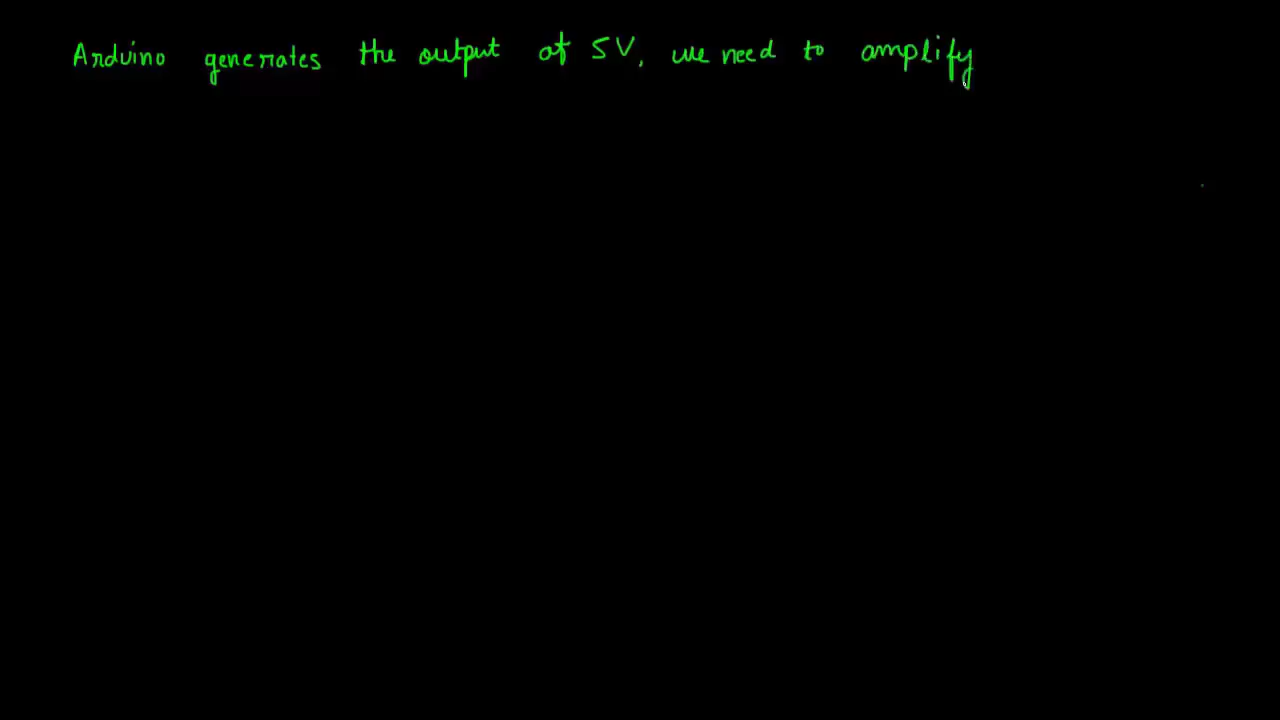 Arduino generates the output of 5V, we need to amplify